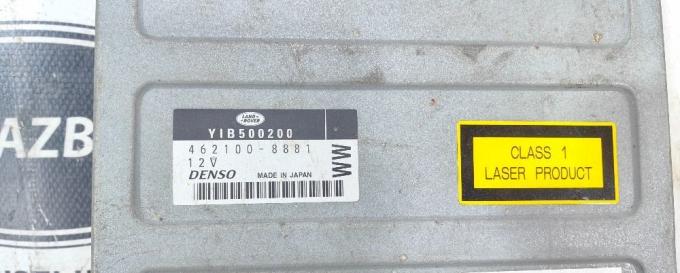 AZB
LAND
ROVER
YIB500200
462100-8881
12V
DENSO MADE IN JAPAN
WW
CLASS 1
LASER PRODUCT